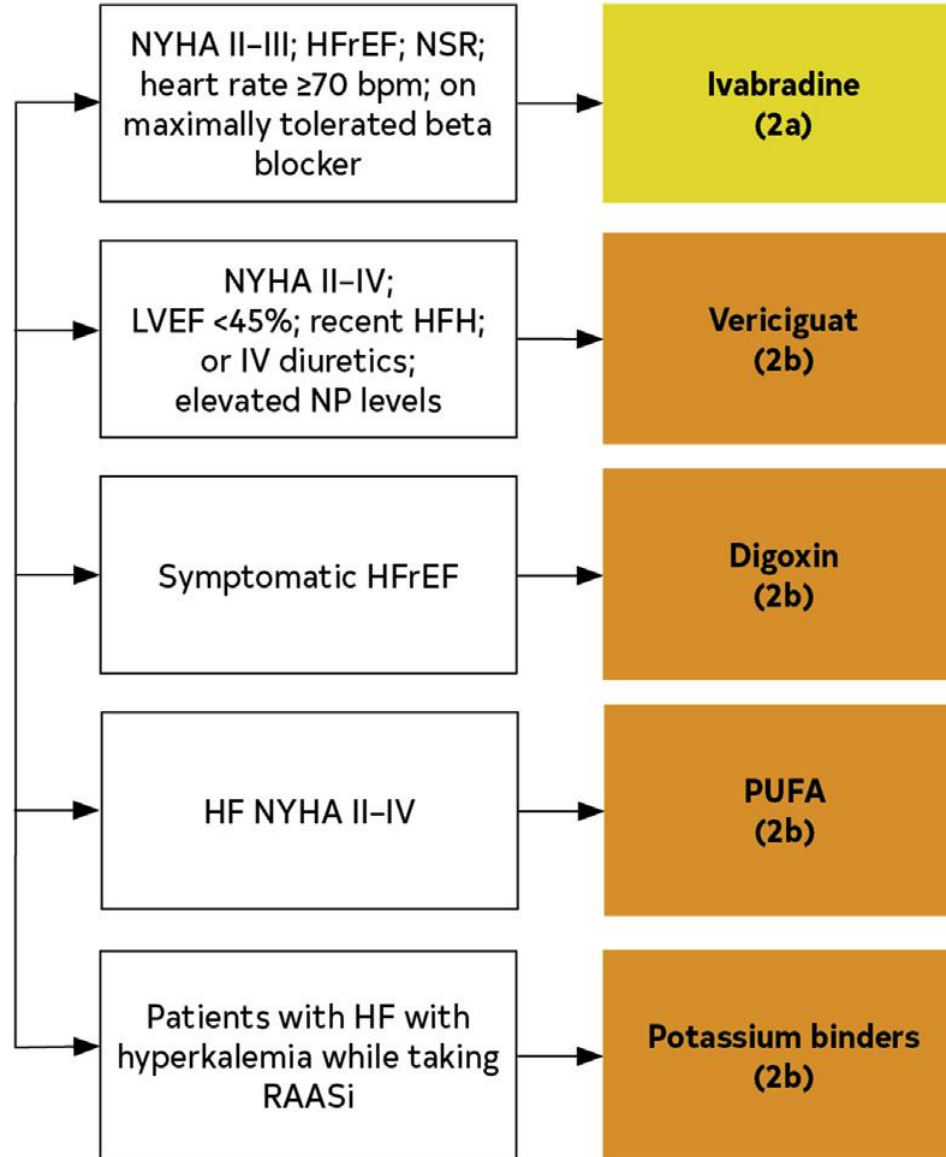 NYHA II–III; HFrEF; NSR;
heart rate ≥70 bpm; on
maximally tolerated beta
blocker
Ivabradine
(2a)
NYHA II–IV;
LVEF <45%; recent HFH;
or IV diuretics;
elevated NP levels
Vericiguat
(2b)
Symptomatic HFrEF
Digoxin
(2b)
HF NYHA II–IV
PUFA
(2b)
Patients with HF with
hyperkalemia while taking
RAASi
Potassium binders
(2b)